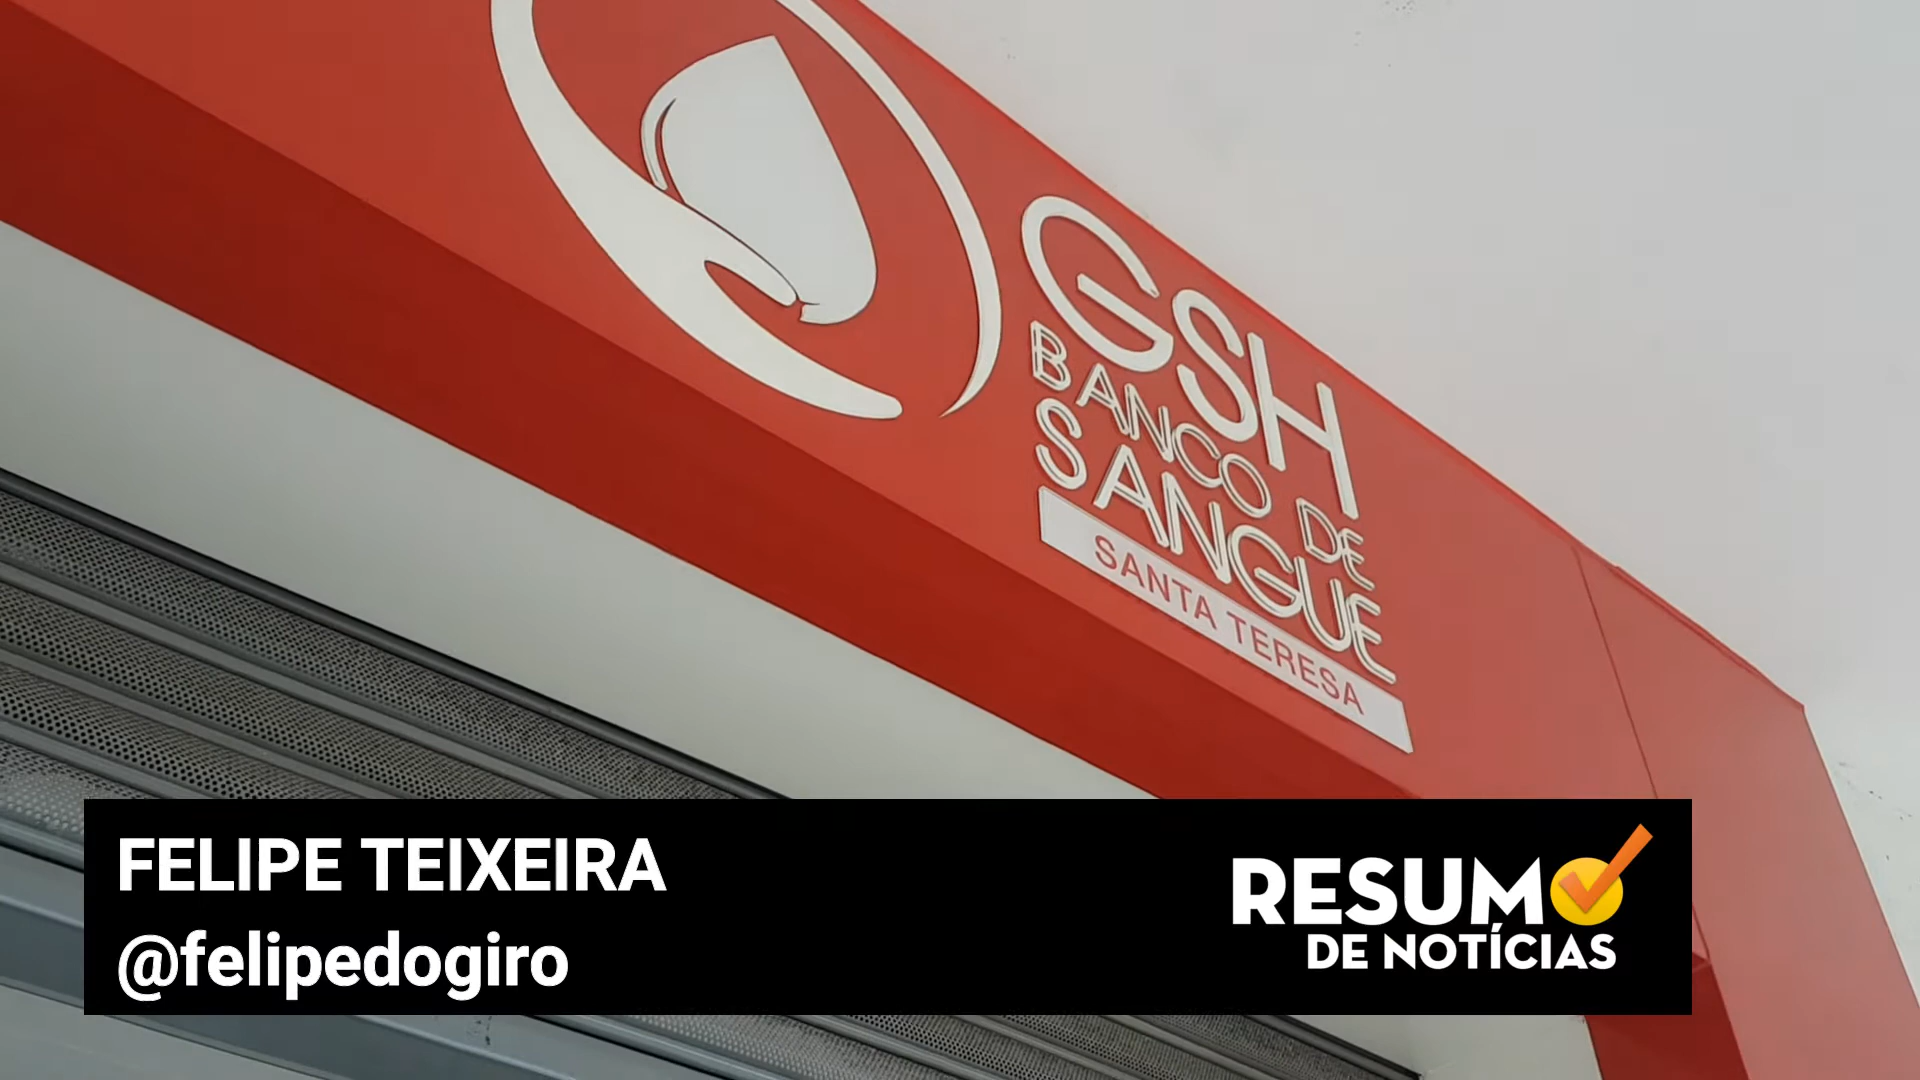 GSH
BANCO DE
SANGUE
SANTA TERESA
FELIPE TEIXEIRA
@felipedogiro
RESUMO
DE NOTÍCIAS